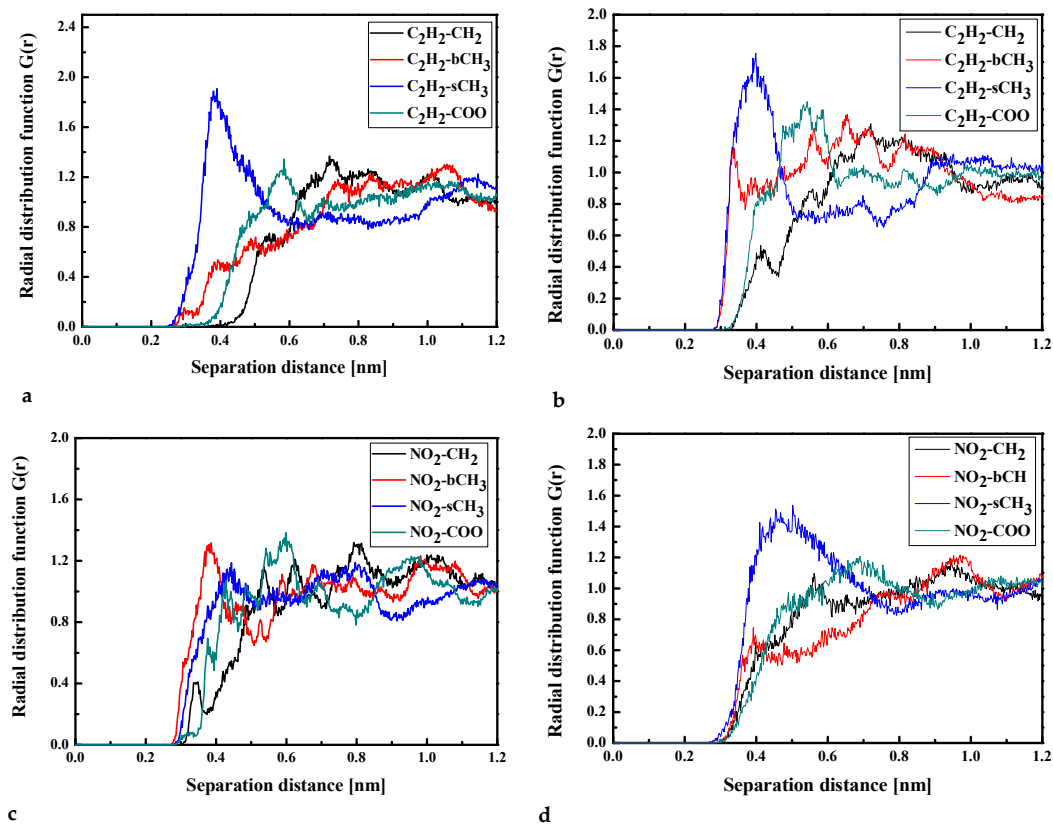 Radial distribution function G(r)
2.4
2.0
1.6
1.2
0.8
0.4
0.0
C2H2-CH2
C2H2-bCH3
C2H2-sCH3
C2H2-COO
0.0 0.2 0.4 0.6 0.8 1.0 1.2
Separation distance [nm]
a
Radial distribution function G(r)
2.0
1.8
1.6
1.4
1.2
1.0
0.8
0.6
0.4
0.2
0.0
C2H2-CH2
C2H2-bCH3
C2H2-sCH3
C2H2-COO
0.0 0.2 0.4 0.6 0.8 1.0 1.2
Separation distance [nm]
b
Radial distribution function G(r)
2.0
1.6
1.2
0.8
0.4
0.0
NO2-CH2
NO2-bCH3
NO2-sCH3
NO2-COO
0.0 0.2 0.4 0.6 0.8 1.0 1.2
Separation distance [nm]
c
Radial distribution function G(r)
2.0
1.8
1.6
1.4
1.2
1.0
0.8
0.6
0.4
0.2
0.0
NO2-CH2
NO2-bCH
NO2-sCH3
NO2-COO
0.0 0.2 0.4 0.6 0.8 1.0 1.2
Separation distance [nm]
d